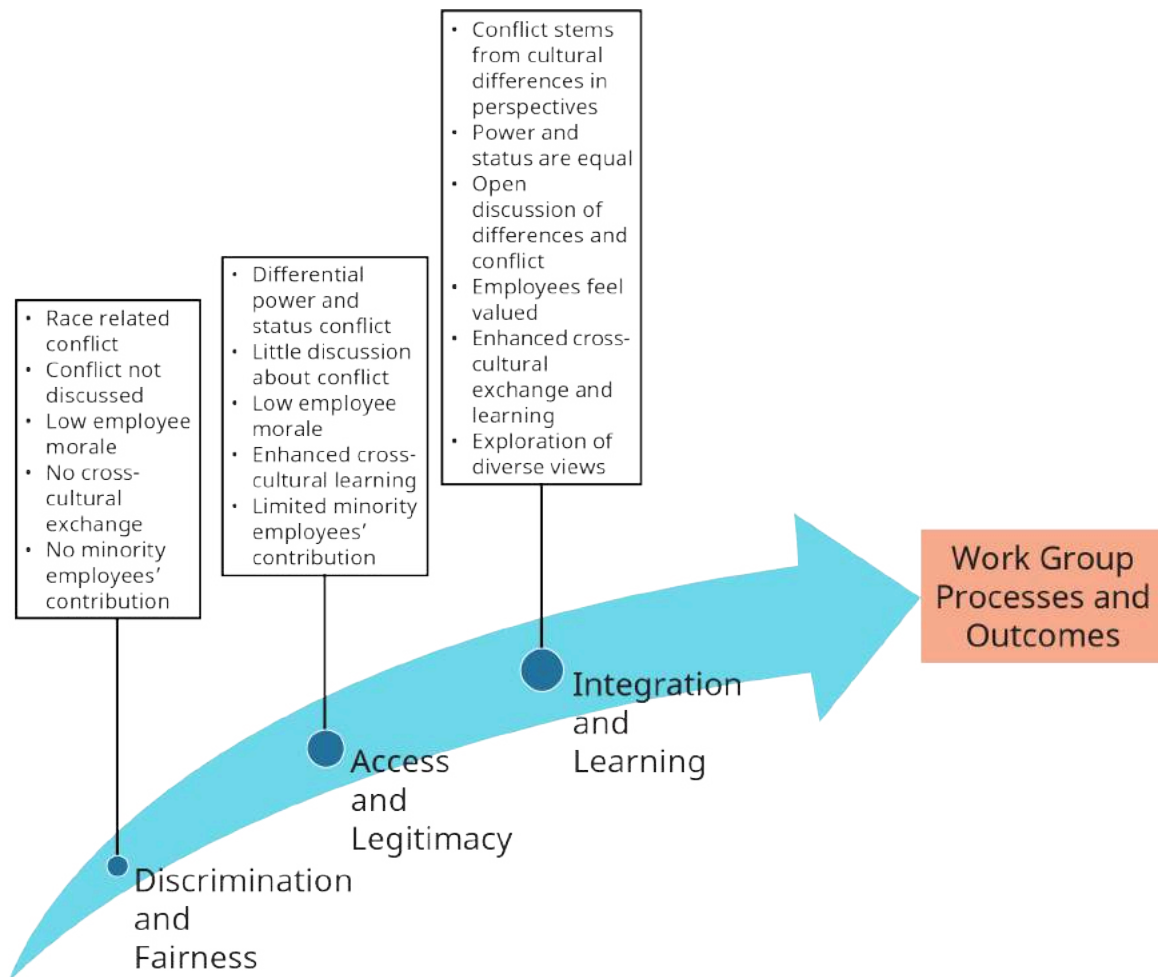 • Race related
conflict
• Conflict not
discussed
• Low employee
morale
• No cross-
cultural
exchange
• No minority
employees’
contribution
• Differential
power and
status conflict
• Little discussion
about conflict
• Low employee
morale
• Enhanced cross-
cultural learning
• Limited minority
employees’
contribution
• Conflict stems
from cultural
differences in
perspectives
• Power and
status are equal
• Open
discussion of
differences and
conflict
• Employees feel
valued
• Enhanced cross-
cultural
exchange and
learning
• Exploration of
diverse views
Discrimination
and
Fairness
Access
and
Legitimacy
Integration
and
Learning
Work Group
Processes and
Outcomes